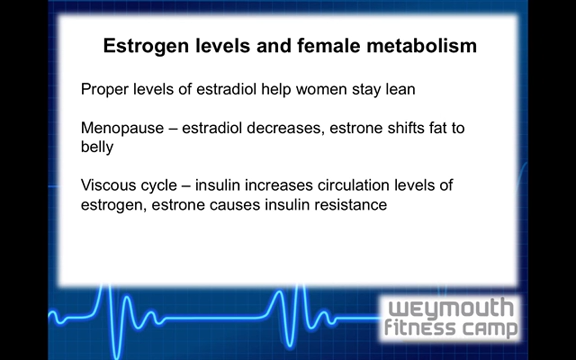 Estrogen levels and female metabolism
Proper levels of estradiol help women stay lean
Menopause – estradiol decreases, estrone shifts fat to
belly
Viscous cycle – insulin increases circulation levels of
estrogen, estrone causes insulin resistance
weymouth
fitness camp